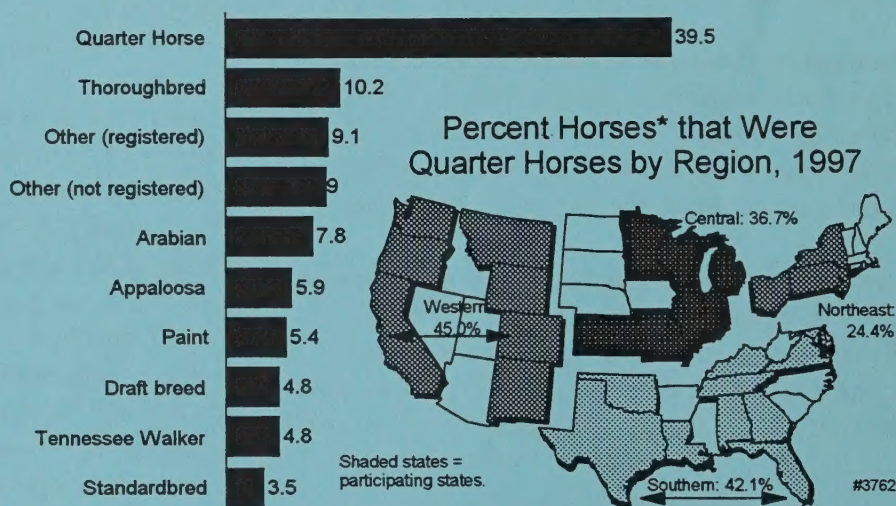 Quarter Horse 39.5
Thoroughbred 10.2
Other (registered) 9.1
Other (not registered) 9
Arabian 7.8
Appaloosa 5.9
Paint 5.4
Draft breed 4.8
Tennessee Walker 4.8
Standardbred 3.5
Percent Horses* that Were
Quarter Horses by Region, 1997
Central: 36.7%
Western:
45.0%
Northeast:
24.4%
Southern: 42.1%
Shaded states =
participating states.
#3762